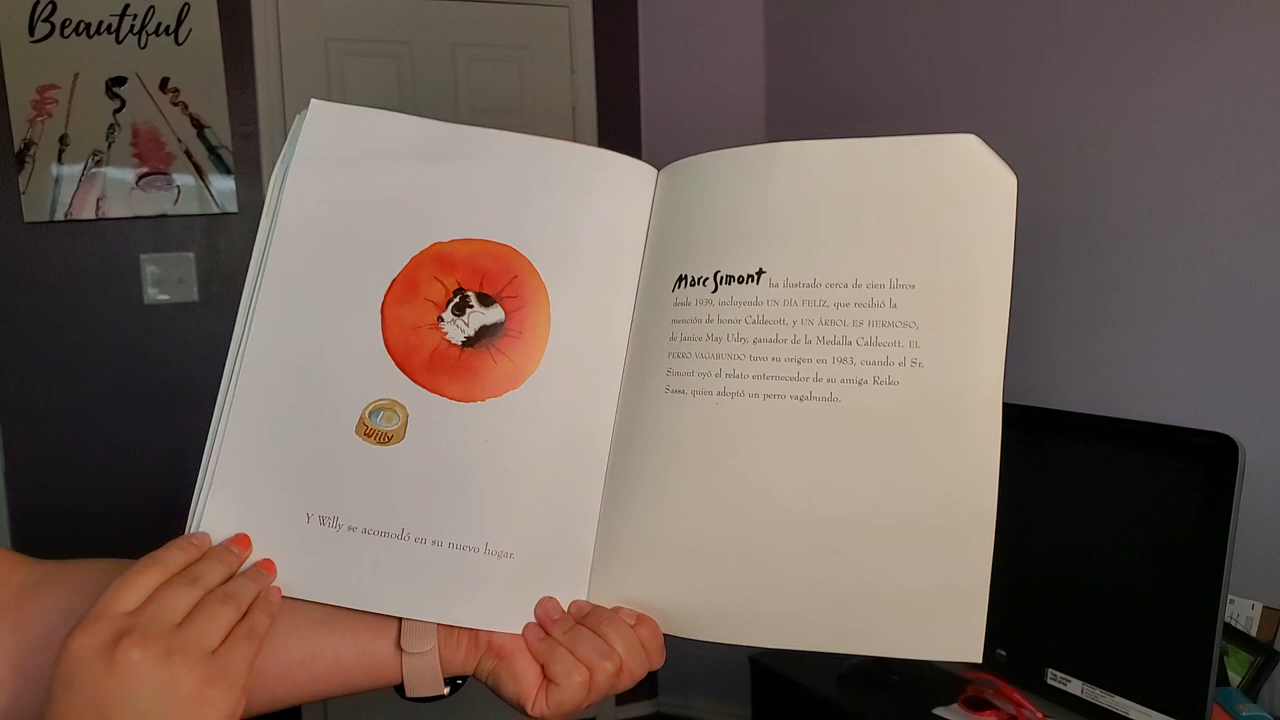 Beautiful
Willy
Y Willy se acomodó en su nuevo hogar.
Marc Simont ha ilustrado cerca de cien libros
desde 1939, incluyendo UN DÍA FELÍZ, que recibió la
mención de honor Caldecott, y UN ÁRBOL ES HERMOSO,
de Janice May Udry, ganador de la Medalla Caldecott. EL
PERRO VAGABUNDO tuvo su origen en 1983, cuando el Sr.
Simont oyó el relato enternecedor de su amiga Reiko
Sassa, quien adoptó un perro vagabundo.